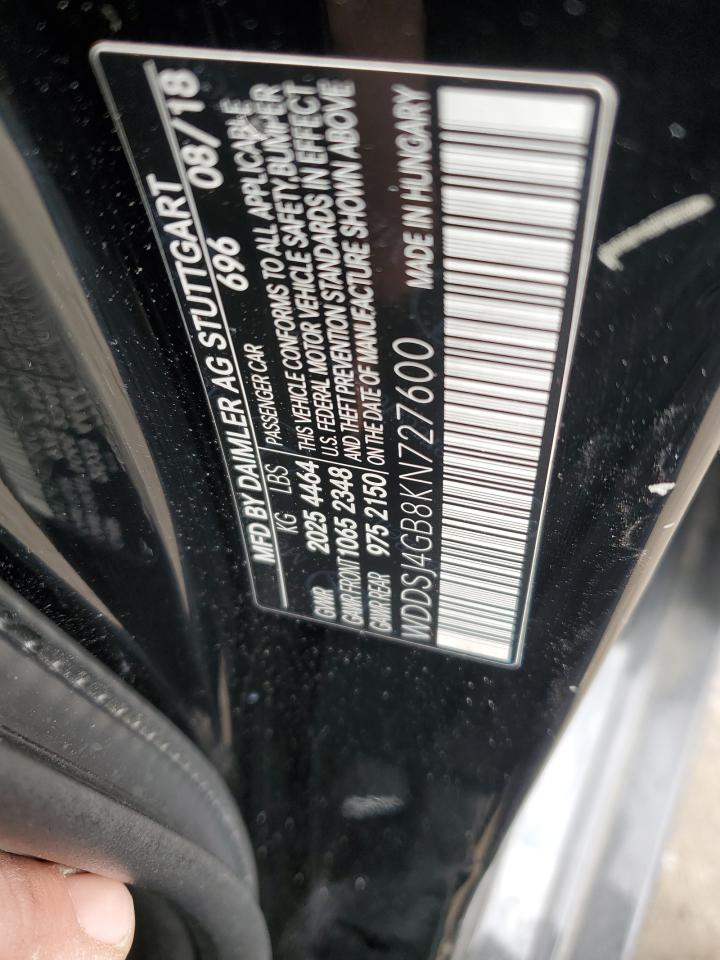 MFD BY DAIMLER AG STUTTGART 08/18
KG LBS 696
PASSENGER CAR
GVWR 2025 4464 THIS VEHICLE CONFORMS TO ALL APPLICABLE
GAWR FRONT 1065 2348 U.S. FEDERAL MOTOR VEHICLE SAFETY BUMPER
GAWR REAR 975 2150 AND THEFT PREVENTION STANDARDS IN EFFECT
ON THE DATE OF MANUFACTURE SHOWN ABOVE
WDDSJ4GB8KN727600 MADE IN HUNGARY